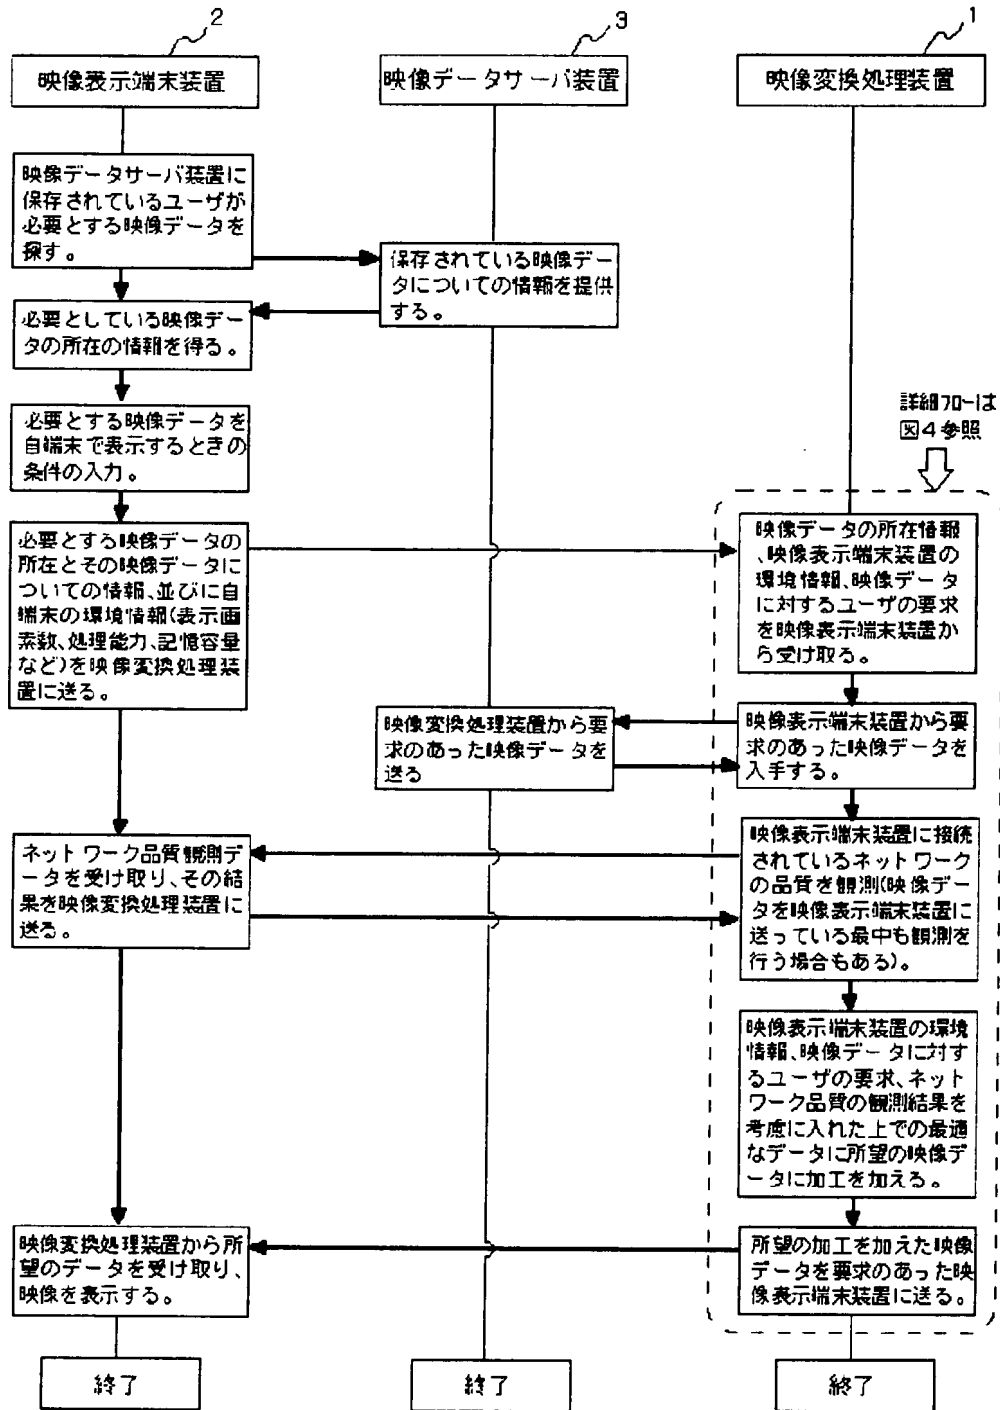 2
3
1
映像表示端末装置
映像データサーバ装置
映像変換処理装置
映像データサーバ装置に
保存されているユーザが
必要とする映像データを
探す。
保存されている映像デー
タについての情報を提供
する。
必要としている映像デー
タの所在の情報を得る。
必要とする映像データを
自端末で表示するときの
条件の入力。
詳細フローは
図4参照
必要とする映像データの
所在とその映像データに
ついての情報、並びに自
端末の環境情報(表示画
素数、処理能力、記憶容量
など)を映像変換処理装
置に送る。
映像データの所在情報
、映像表示端末装置の
環境情報、映像データ
に対するユーザの要求
を映像表示端末装置か
ら受け取る。
映像変換処理装置から要
求のあった映像データを
送る
映像表示端末装置から要
求のあった映像データを
入手する。
ネットワーク品質観測デ
ータを受け取り、その結
果を映像変換処理装置に
送る。
映像表示端末装置に接続
されているネットワーク
の品質を観測(映像デー
タを映像表示端末装置に
送っている最中も観測を
行う場合もある)。
映像表示端末装置の環境
情報、映像データに対す
るユーザの要求、ネット
ワーク品質の観測結果を
考慮に入れた上での最適
なデータに所望の映像デ
ータに加工を加える。
映像変換処理装置から所
望のデータを受け取り、
映像を表示する。
所望の加工を加えた映像
データを要求のあった映
像表示端末装置に送る。
終了
終了
終了